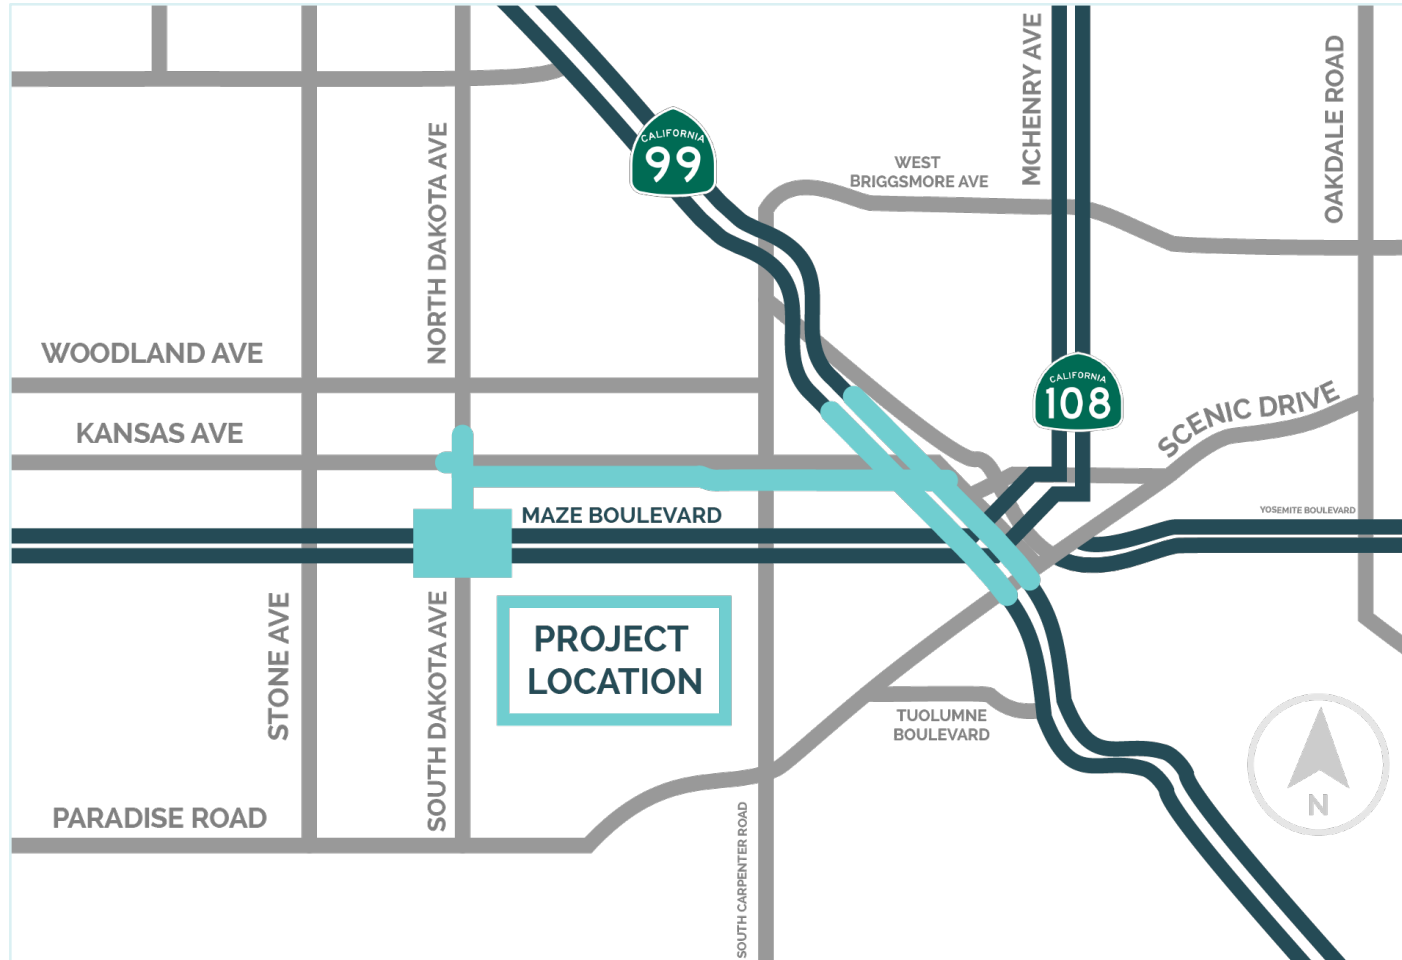 MCHENRY AVE
OAKDALE ROAD
NORTH DAKOTA AVE
CALIFORNIA
99
WEST
BRIGGSMORE AVE
WOODLAND AVE
CALIFORNIA
108
SCENIC DRIVE
KANSAS AVE
MAZE BOULEVARD
YOSEMITE BOULEVARD
STONE AVE
SOUTH DAKOTA AVE
PROJECT
LOCATION
TUOLUMNE
BOULEVARD
PARADISE ROAD
SOUTH CARPENTER ROAD
N